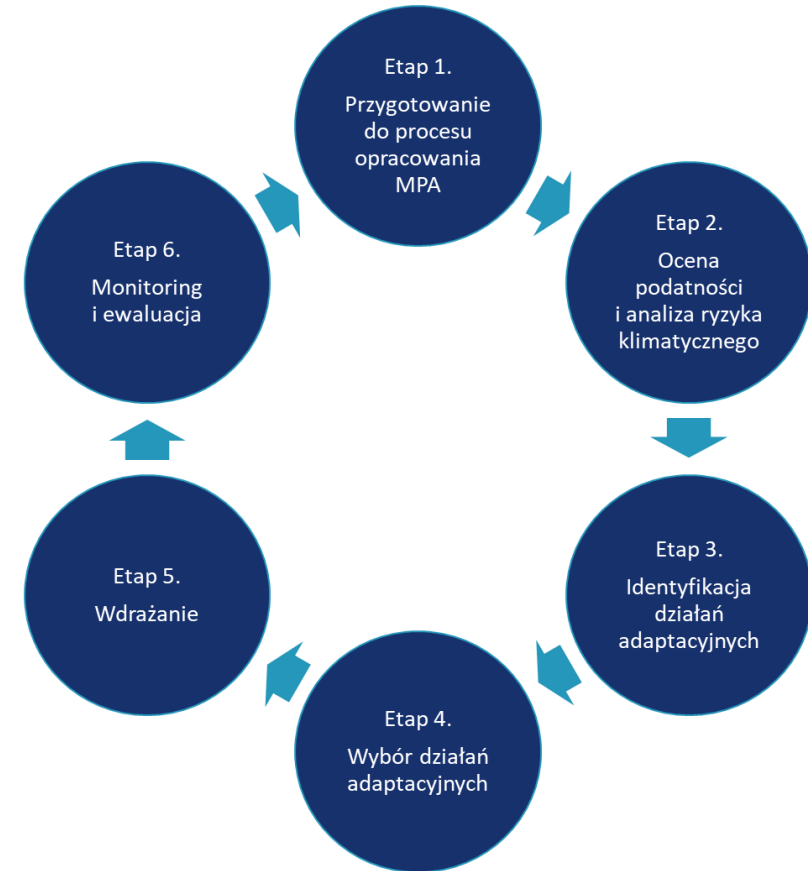 Etap 1.
Przygotowanie
do procesu
opracowania
MPA
Etap 2.
Ocena
podatności
i analiza ryzyka
klimatycznego
Etap 3.
Identyfikacja
działań
adaptacyjnych
Etap 4.
Wybór działań
adaptacyjnych
Etap 5.
Wdrażanie
Etap 6.
Monitoring
i ewaluacja